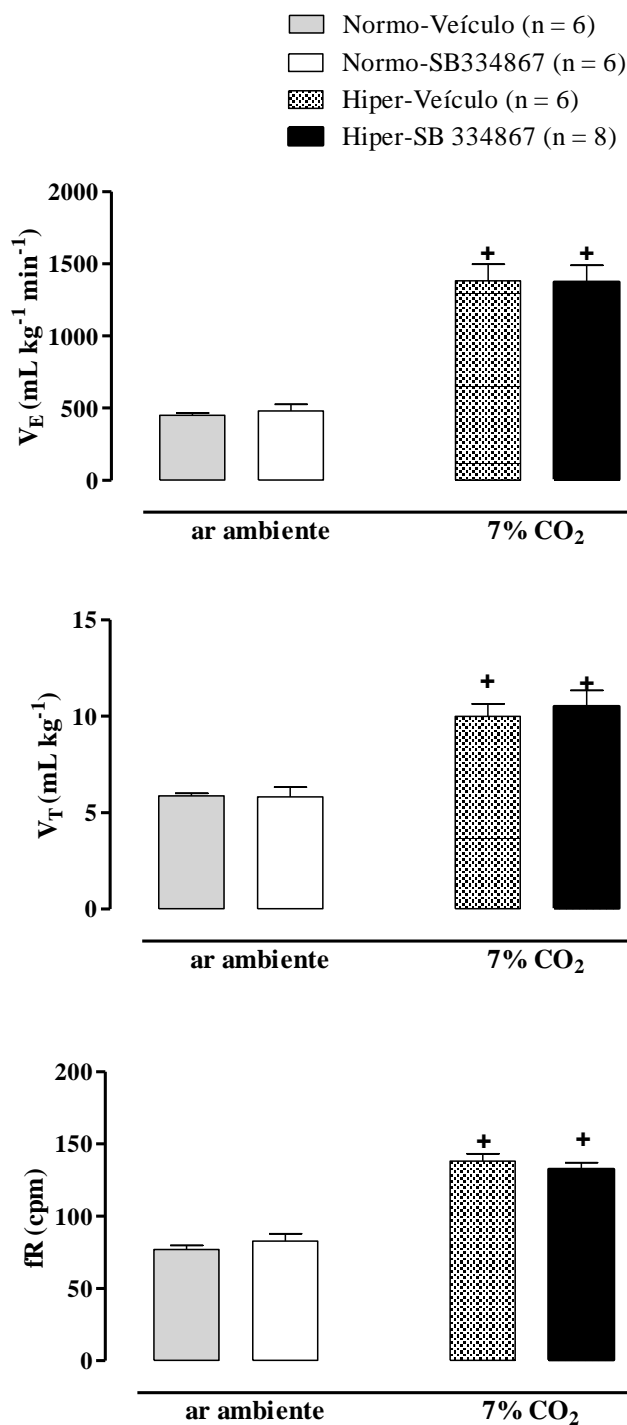 Normo-Veículo (n = 6)
Normo-SB334867 (n = 6)
Hiper-Veículo (n = 6)
Hiper-SB 334867 (n = 8)
2000
1500
1000
500
0
V_E (mL kg⁻¹ min⁻¹)
+ +
ar ambiente 7% CO₂
15
10
5
0
V_T (mL kg⁻¹)
+ +
ar ambiente 7% CO₂
200
150
100
50
0
fR (cpm)
+ +
ar ambiente 7% CO₂